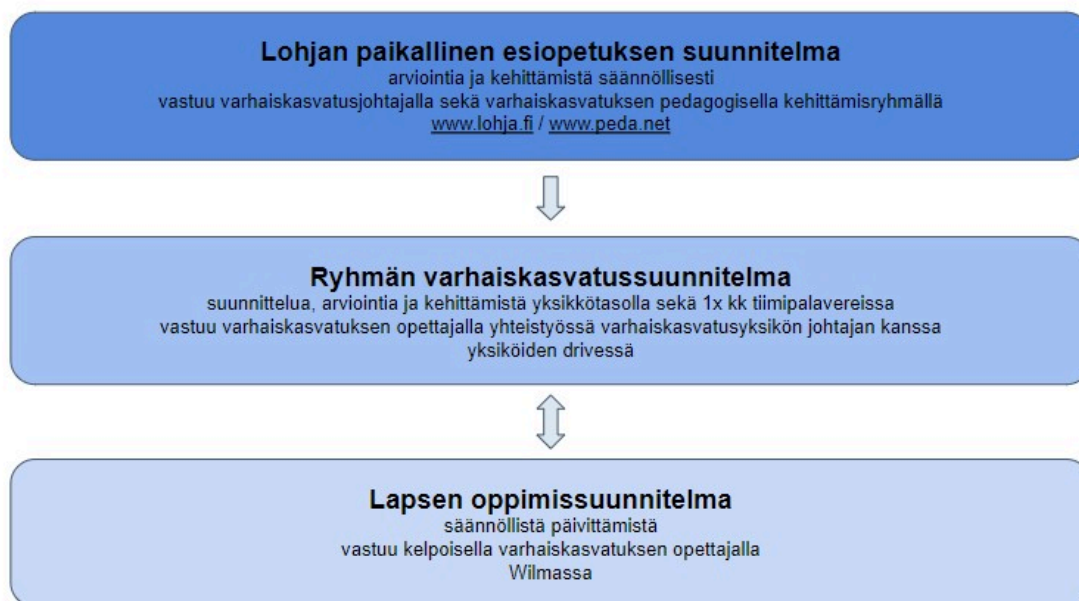 Lohjan paikallinen esiopetuksen suunnitelma
arviointia ja kehittämistä säännöllisesti
vastuu varhaiskasvatusjohtajalla sekä varhaiskasvatuksen pedagogisella kehittämisryhmällä
www.lohja.fi / www.peda.net
Ryhmän varhaiskasvatussuunnitelma
suunnittelua, arviointia ja kehittämistä yksikkötasolla sekä 1x kk tiimipalavereissa
vastuu varhaiskasvatuksen opettajalla yhteistyössä varhaiskasvatusyksikön johtajan kanssa
yksiköiden drivessä
Lapsen oppimissuunnitelma
säännöllistä päivittämistä
vastuu kelpoisella varhaiskasvatuksen opettajalla
Wilmassa